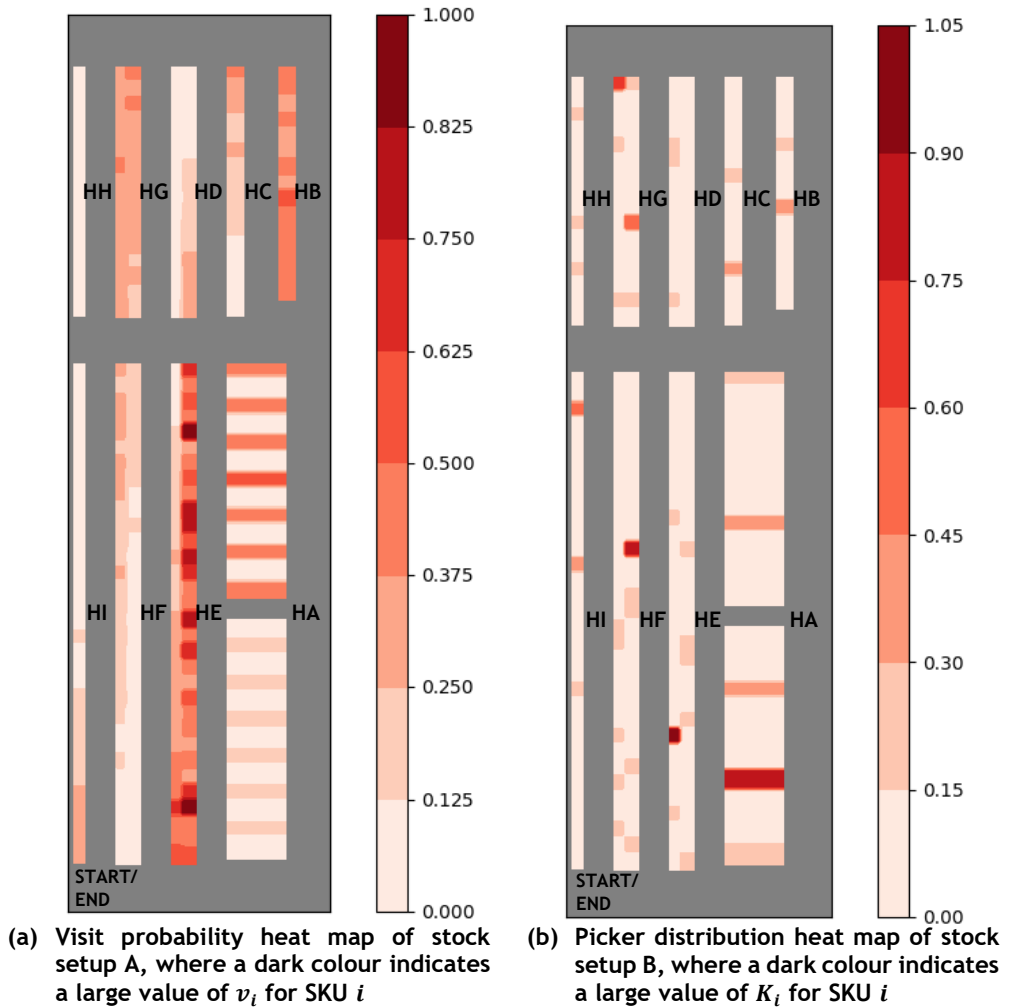 1.000
0.825
0.750
0.625
0.500
0.375
0.250
0.125
0.000
HH HG HD HC HB
HI HF HE HA
START/
END
(a) Visit probability heat map of stock
setup A, where a dark colour indicates
a large value of v_i for SKU i
1.05
0.90
0.75
0.60
0.45
0.30
0.15
0.00
HH HG HD HC HB
HI HF HE HA
START/
END
(b) Picker distribution heat map of stock
setup B, where a dark colour indicates
a large value of K_i for SKU i